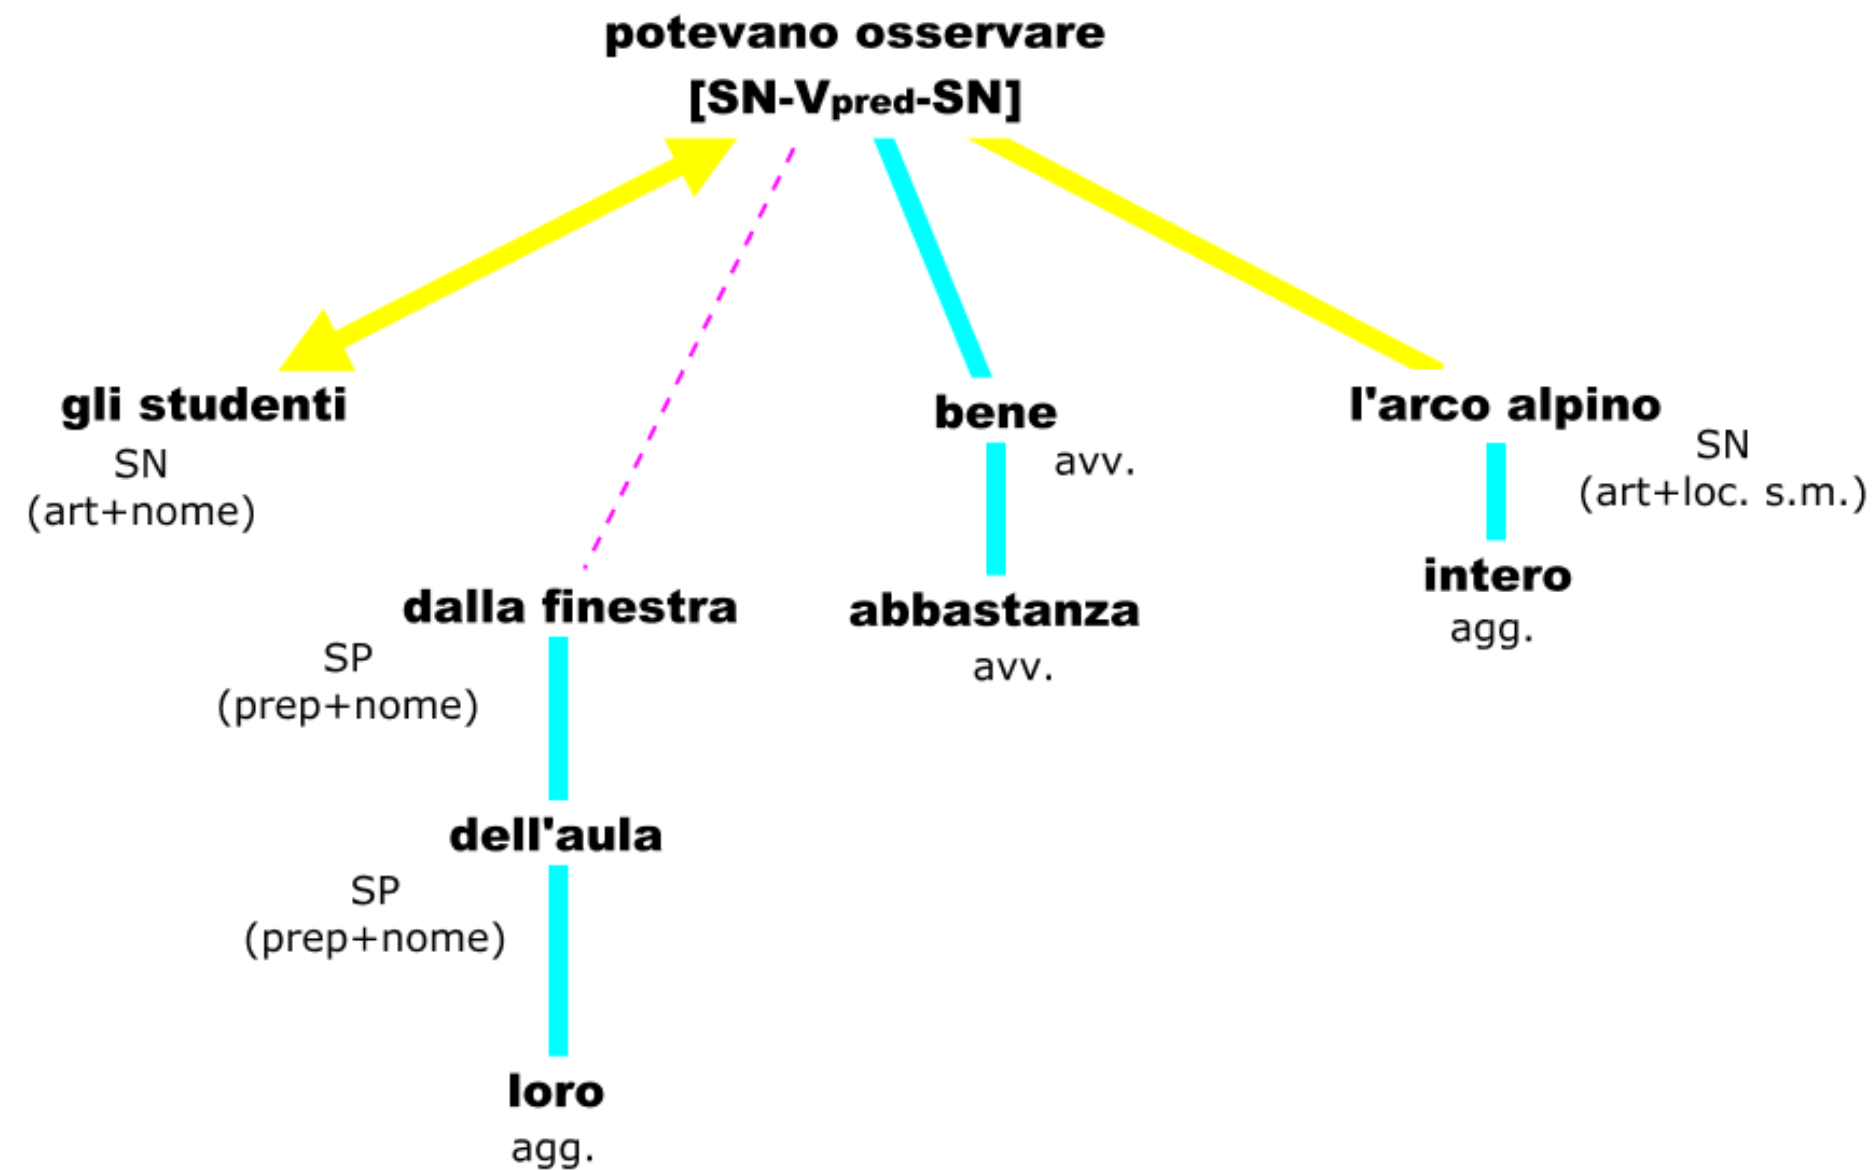 potevano osservare
[SN-Vpred-SN]
gli studenti
SN
(art+nome)
bene
avv.
abbastanza
avv.
l'arco alpino
SN
(art+loc. s.m.)
intero
agg.
dalla finestra
SP
(prep+nome)
dell'aula
SP
(prep+nome)
loro
agg.